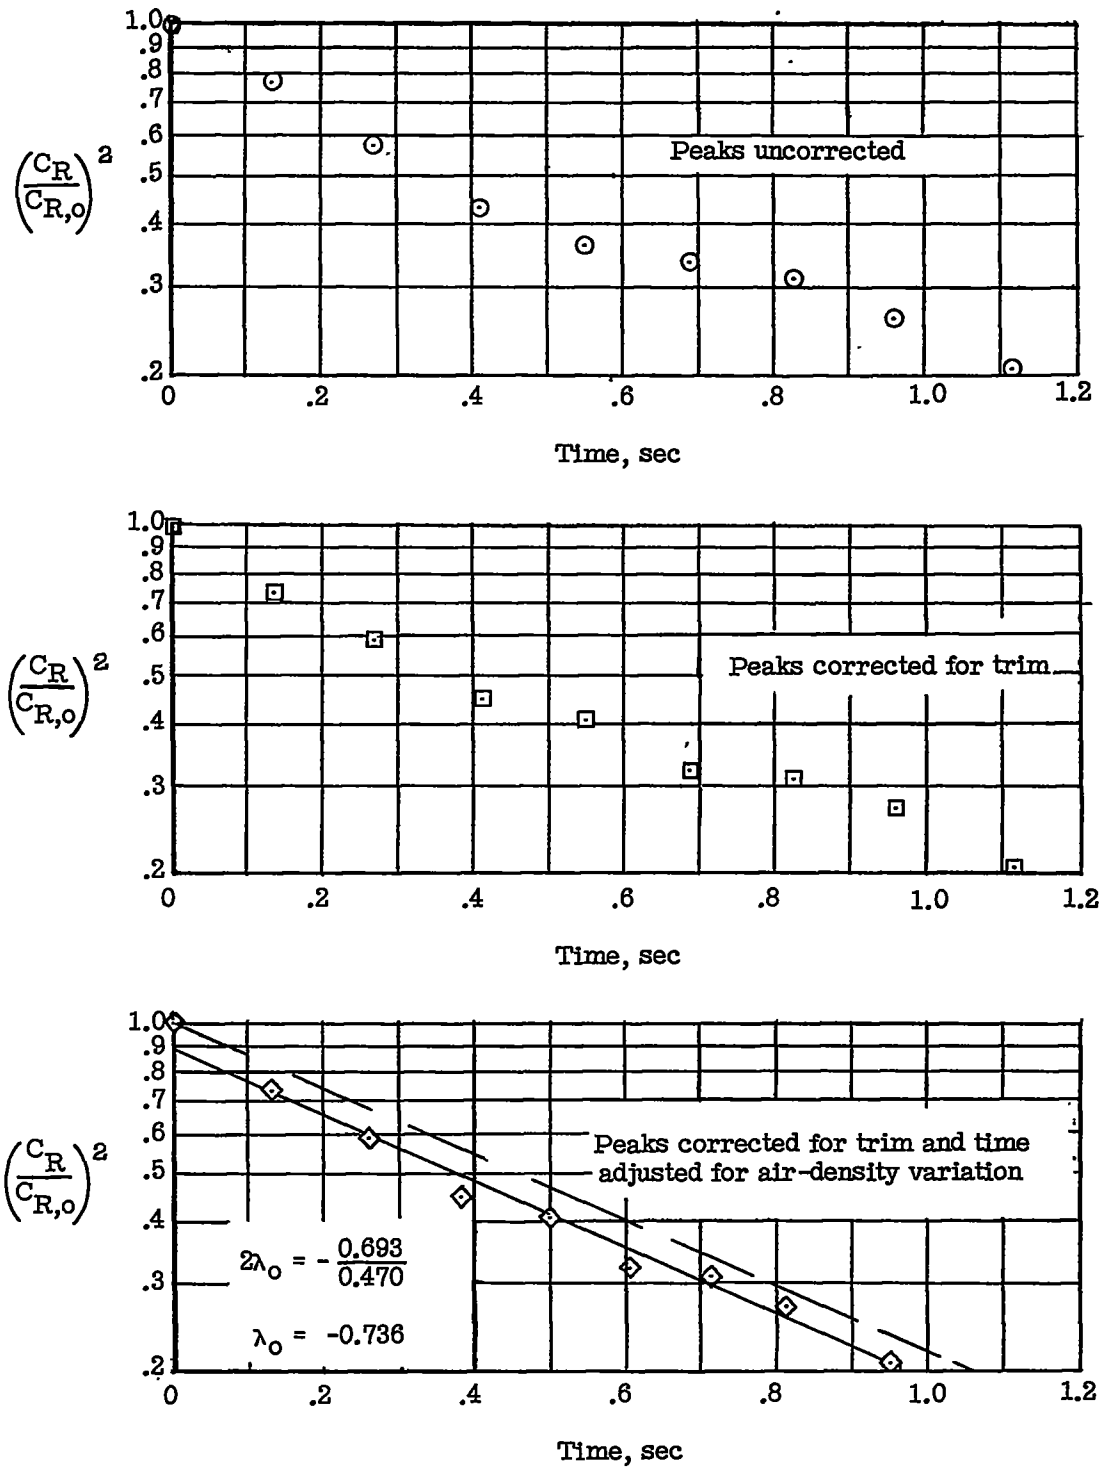 1.0
.9
.8
.7
.6
.5
.4
.3
.2
(C_R/C_R,o)²
Peaks uncorrected
0 .2 .4 .6 .8 1.0 1.2
Time, sec
1.0
.9
.8
.7
.6
.5
.4
.3
.2
(C_R/C_R,o)²
Peaks corrected for trim
0 .2 .4 .6 .8 1.0 1.2
Time, sec
1.0
.9
.8
.7
.6
.5
.4
.3
.2
(C_R/C_R,o)²
Peaks corrected for trim and time
adjusted for air-density variation
2λ_o = - 0.693/0.470
λ_o = -0.736
0 .2 .4 .6 .8 1.0 1.2
Time, sec